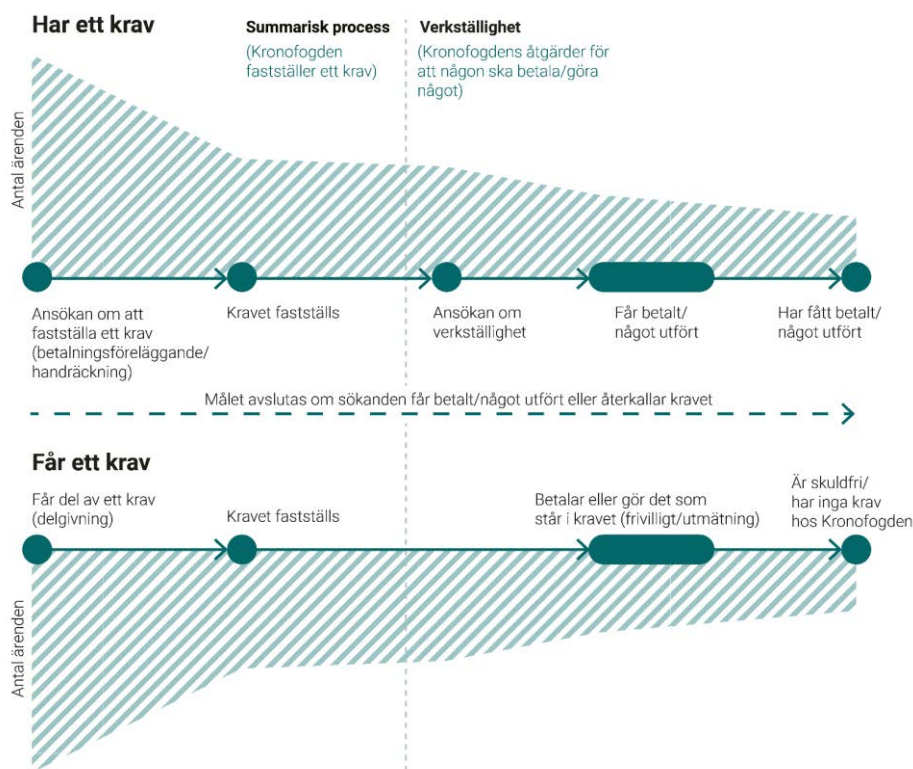 Har ett krav
Summarisk process
(Kronofogden
fastställer ett krav)
Verkställighet
(Kronofogdens åtgärder för
att någon ska betala/göra
något)
Antal ärenden
Ansökan om att
fastställa ett krav
(betalningsföreläggande/
handräckning)
Kravet fastställs
Ansökan om
verkställighet
Får betalt/
något utfört
Har fått betalt/
något utfört
Målet avslutas om sökanden får betalt/något utfört eller återkallar kravet
Får ett krav
Får del av ett krav
(delgivning)
Kravet fastställs
Betalar eller gör det som
står i kravet (frivilligt/utmätning)
Är skuldfri/
har inga krav
hos Kronofogden
Antal ärenden